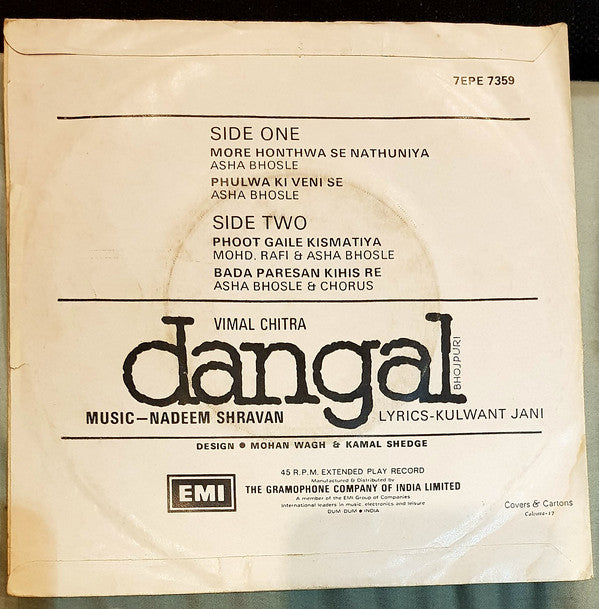 7EPE 7359
SIDE ONE
MORE HONTHWA SE NATHUNIYA
ASHA BHOSLE
PHULWA KI VENI SE
ASHA BHOSLE
SIDE TWO
PHOOT GAILE KISMATIYA
MOHD. RAFI & ASHA BHOSLE
BADA PARESAN KIHIS RE
ASHA BHOSLE & CHORUS
VIMAL CHITRA
dangal
BHOJPURI
MUSIC—NADEEM SHRAVAN
LYRICS-KULWANT JANI
DESIGN ● MOHAN WAGH & KAMAL SHEDGE
EMI
45 R.P.M. EXTENDED PLAY RECORD
Manufactured & Distributed by
THE GRAMOPHONE COMPANY OF INDIA LIMITED
A member of the EMI Group of Companies
International leaders in music, electronics and leisure
DUM DUM ● INDIA
Covers & Cartons
Calcutta-17